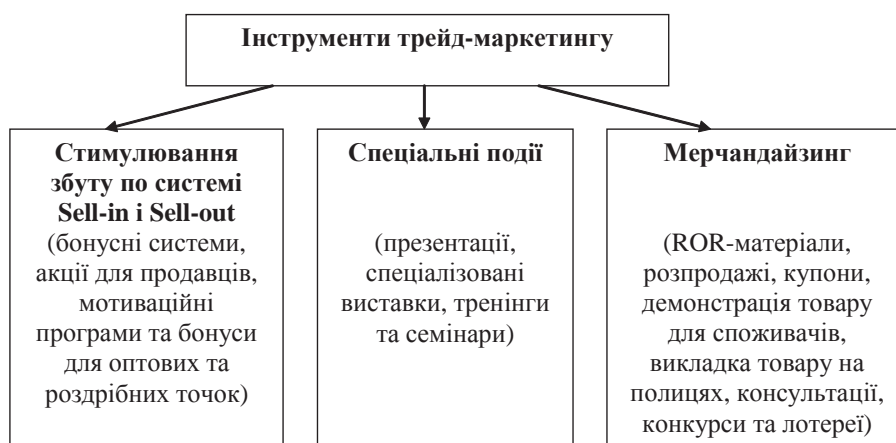 Інструменти трейд-маркетингу
Стимулювання
збуту по системі
Sell-in і Sell-out
(бонусні системи,
акції для продавців,
мотиваційні
програми та бонуси
для оптових та
роздрібних точок)
Спеціальні події
(презентації,
спеціалізовані
виставки, тренінги
та семінари)
Мерчандайзинг
(ROR-матеріали,
розпродажі, купони,
демонстрація товару
для споживачів,
викладка товару на
полицях, консультації,
конкурси та лотереї)